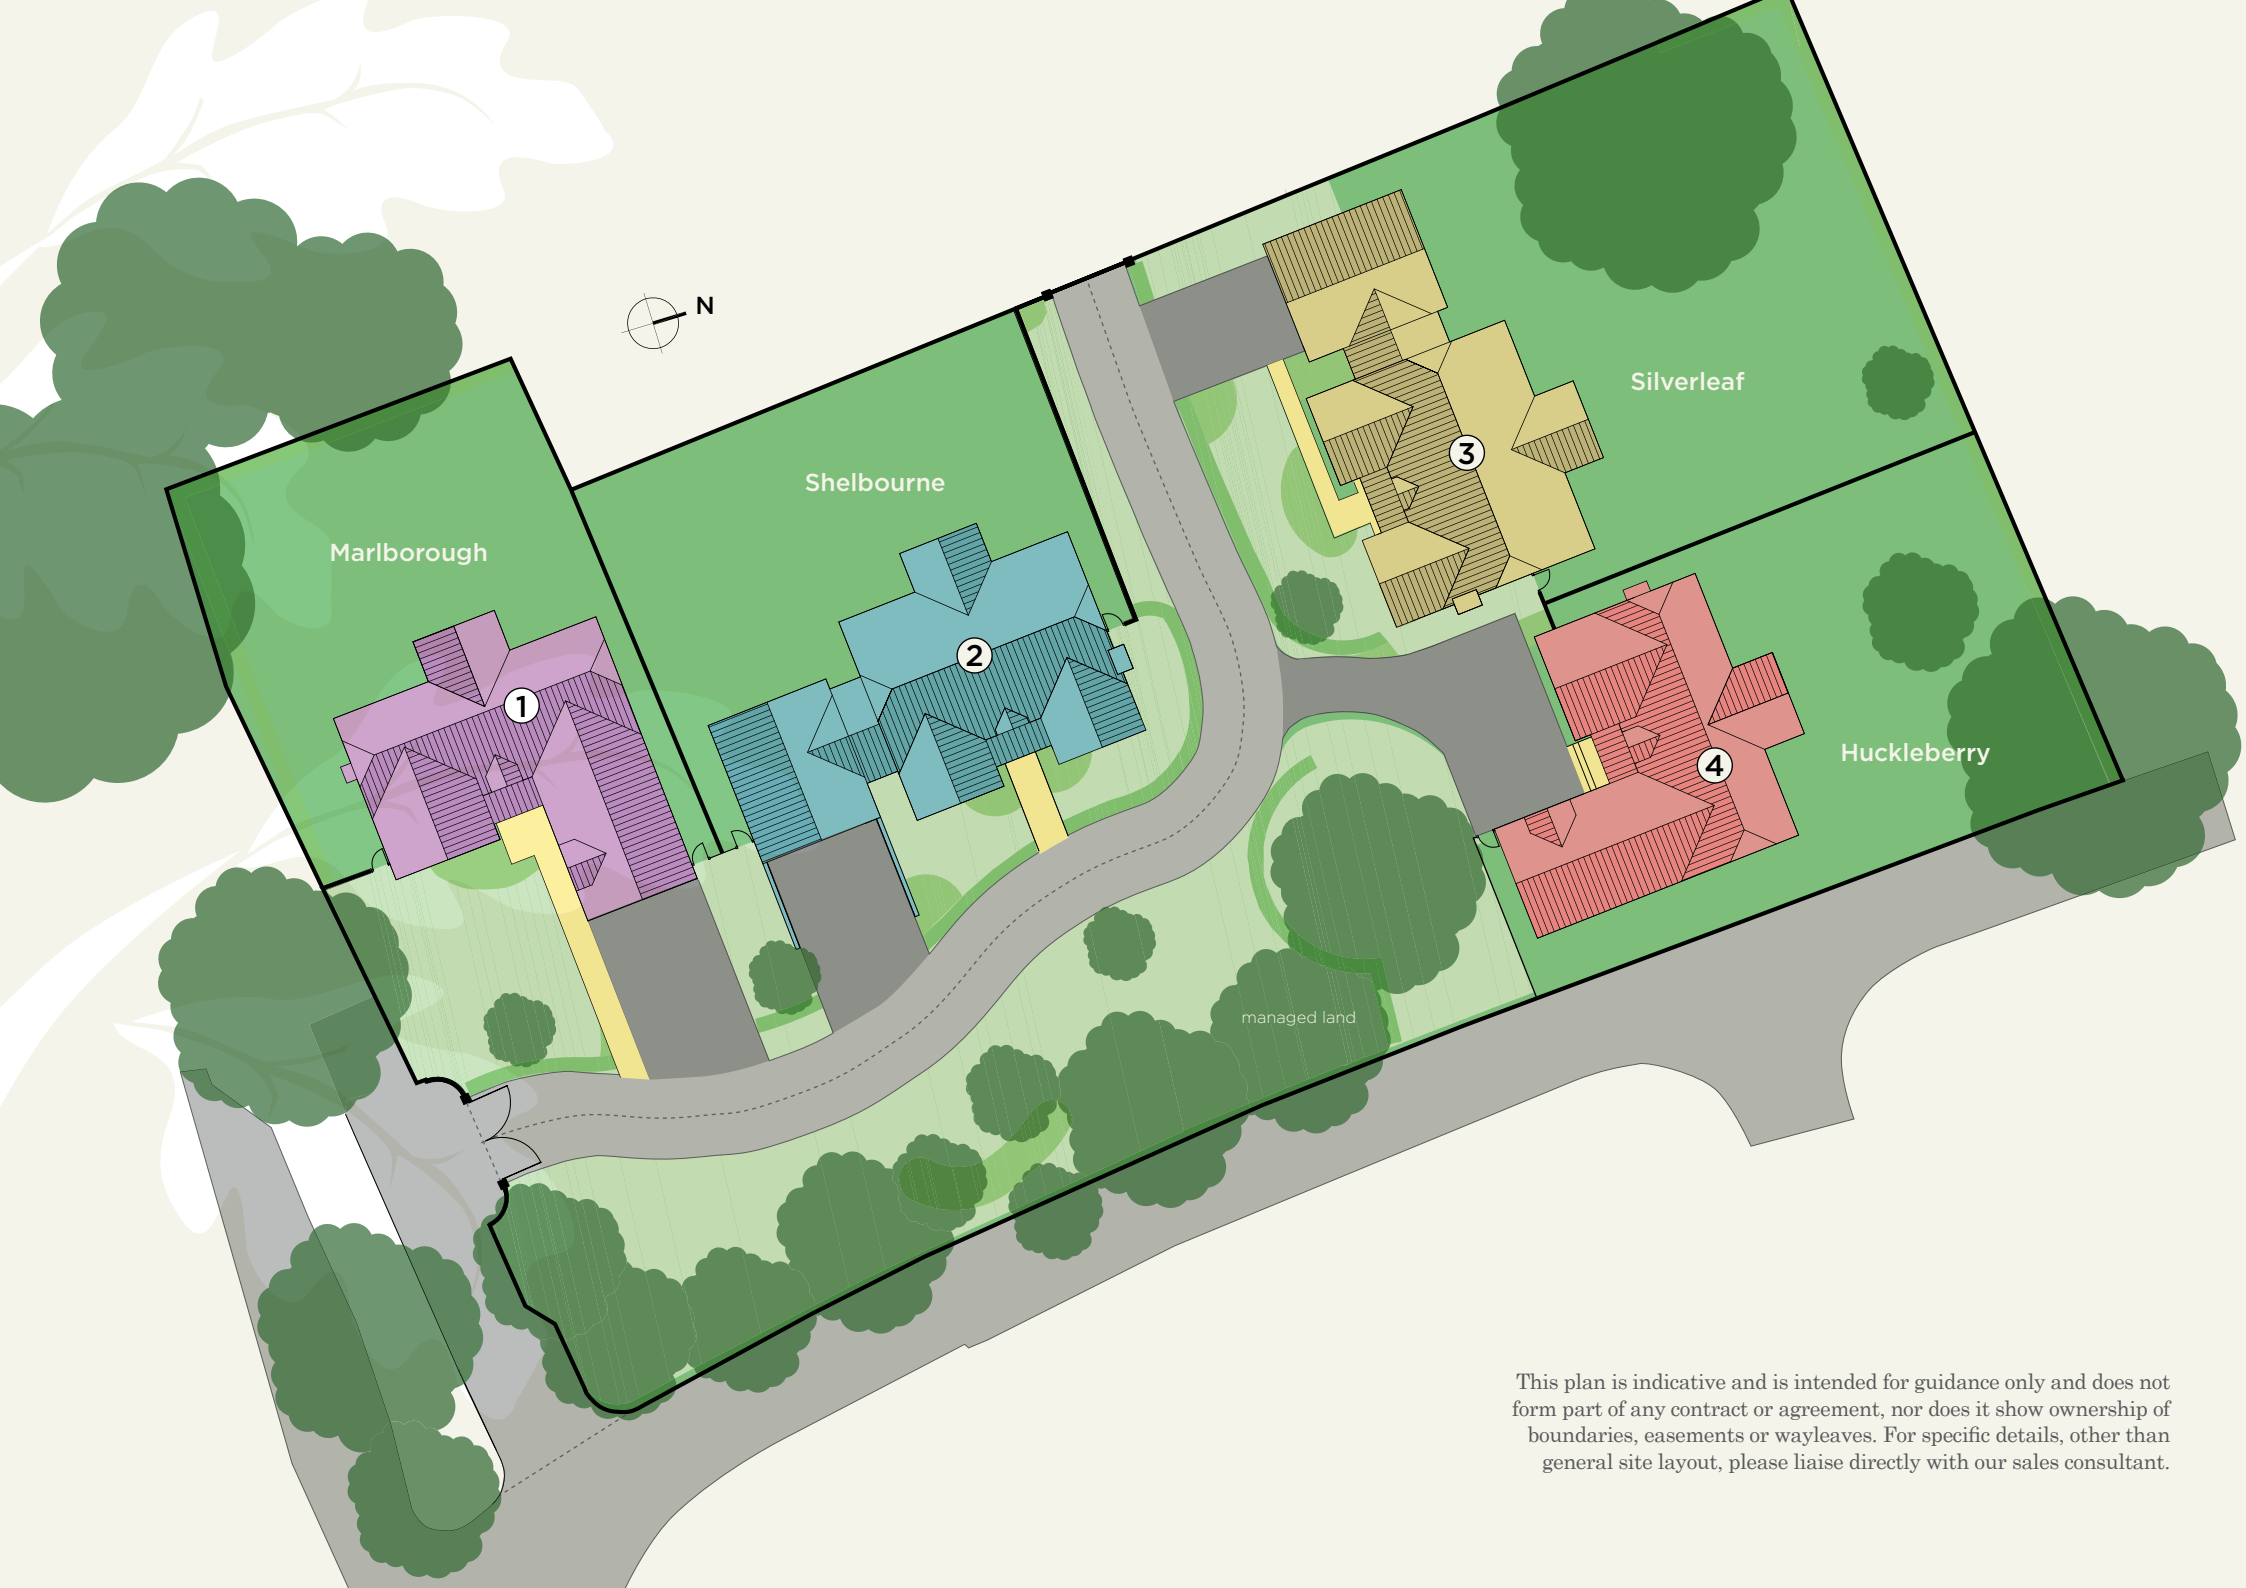 N
Silverleaf
3
Shelbourne
2
Marlborough
1
Huckleberry
4
managed land
This plan is indicative and is intended for guidance only and does not
form part of any contract or agreement, nor does it show ownership of
boundaries, easements or wayleaves. For specific details, other than
general site layout, please liaise directly with our sales consultant.